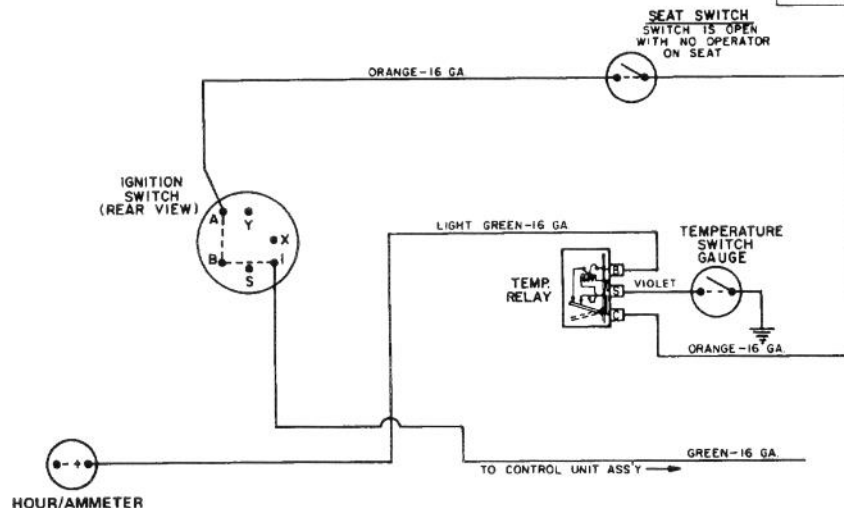 SEAT SWITCH
SWITCH IS OPEN
WITH NO OPERATOR
ON SEAT
ORANGE-16 GA.
IGNITION
SWITCH
(REAR VIEW)
A
Y
X
B
I
S
LIGHT GREEN-16 GA.
TEMPERATURE
SWITCH
GAUGE
TEMP.
RELAY
S
VIOLET
C
ORANGE-16 GA.
GREEN-16 GA.
TO CONTROL UNIT ASS'Y
- +
HOUR/AMMETER